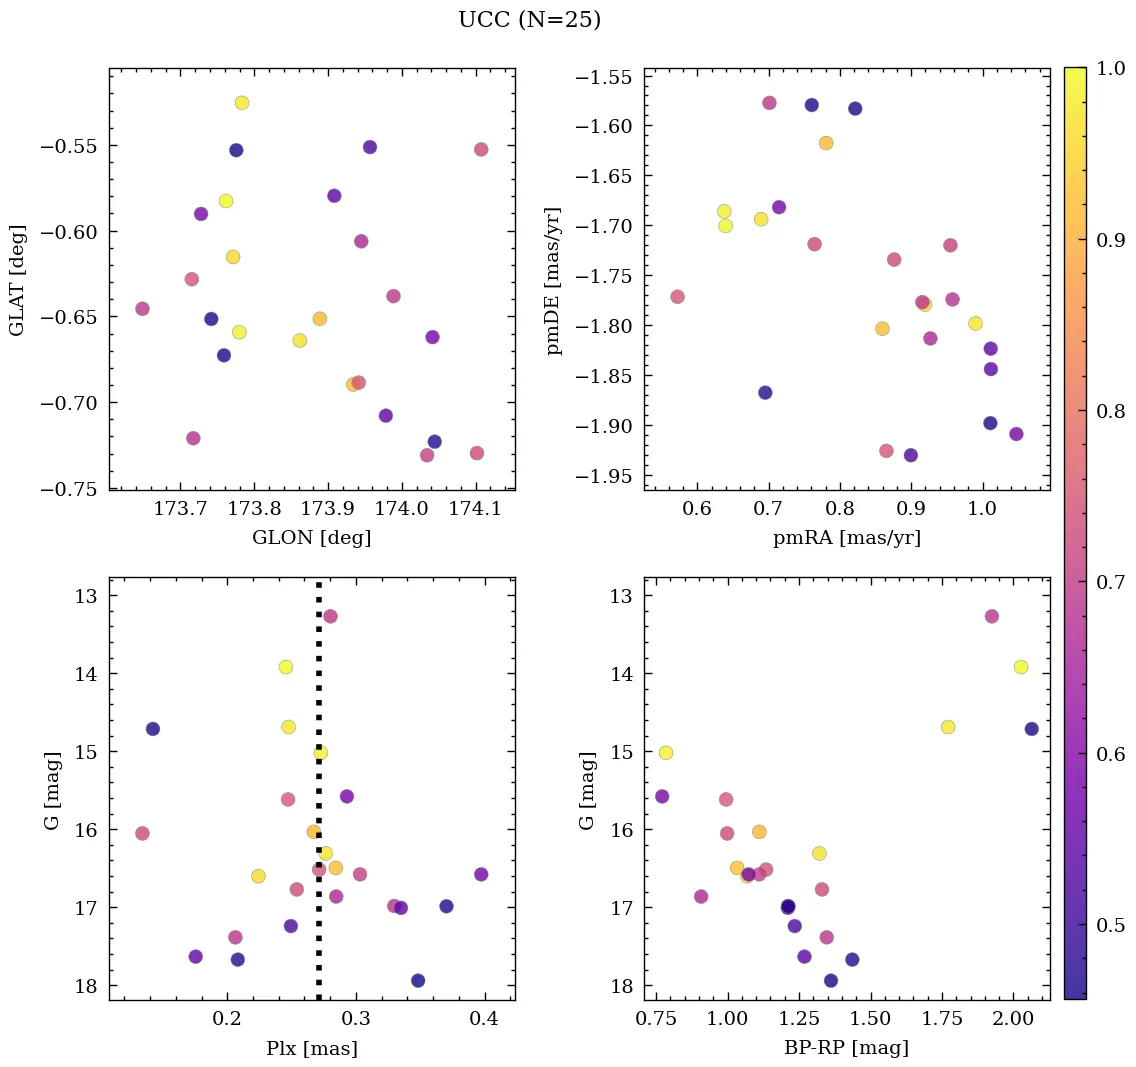 UCC (N=25)
−0.55
−0.60
−0.65
−0.70
−0.75
GLAT [deg]
173.7 173.8 173.9 174.0 174.1
GLON [deg]
−1.55
−1.60
−1.65
−1.70
−1.75
−1.80
−1.85
−1.90
−1.95
pmDE [mas/yr]
0.6 0.7 0.8 0.9 1.0
pmRA [mas/yr]
13
14
15
16
17
18
G [mag]
0.2 0.3 0.4
Plx [mas]
13
14
15
16
17
18
G [mag]
0.75 1.00 1.25 1.50 1.75 2.00
BP-RP [mag]
1.0
0.9
0.8
0.7
0.6
0.5